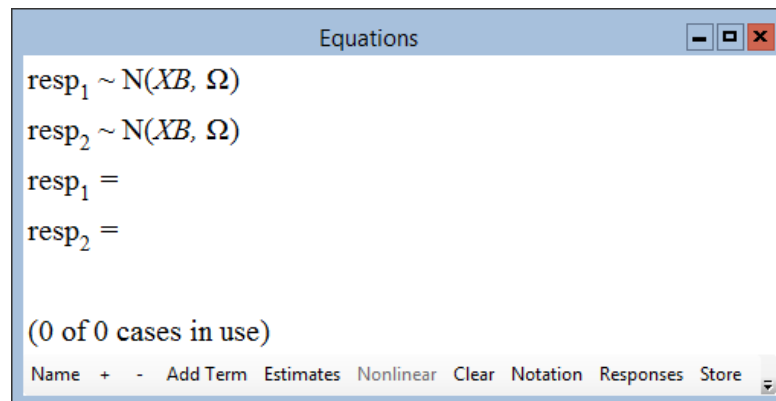 Equations
resp₁ ~ N(XB, Ω)
resp₂ ~ N(XB, Ω)
resp₁ =
resp₂ =
(0 of 0 cases in use)
Name + - Add Term Estimates Nonlinear Clear Notation Responses Store